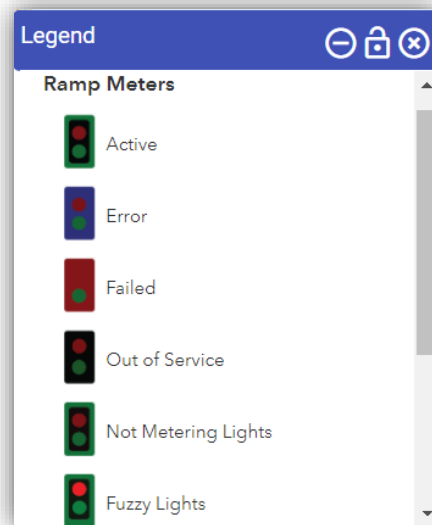 Legend
Ramp Meters
Active
Error
Failed
Out of Service
Not Metering Lights
Fuzzy Lights